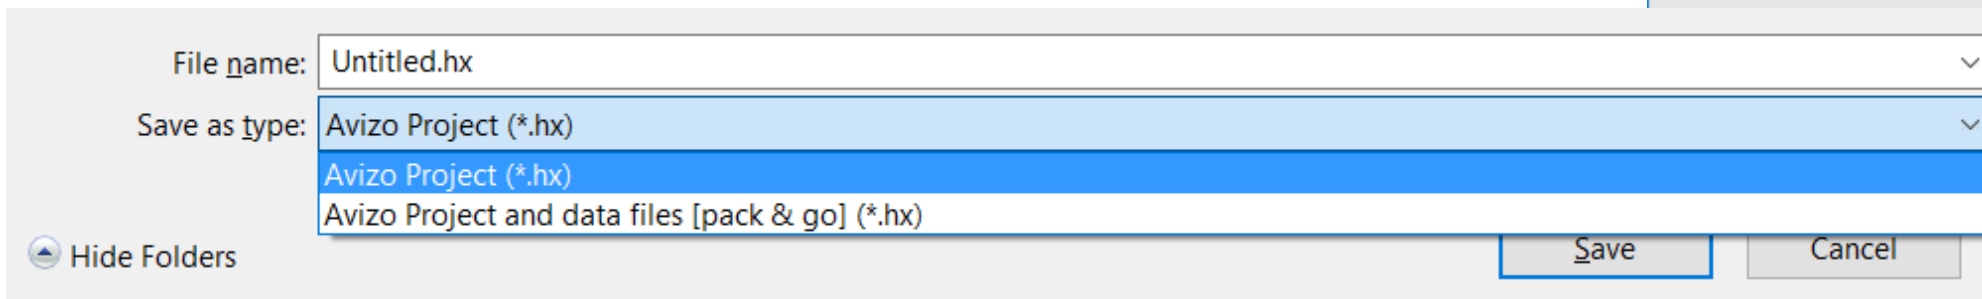 File name: Untitled.hx
Save as type: Avizo Project (*.hx)
Avizo Project (*.hx)
Avizo Project and data files [pack & go] (*.hx)
Hide Folders Save Cancel